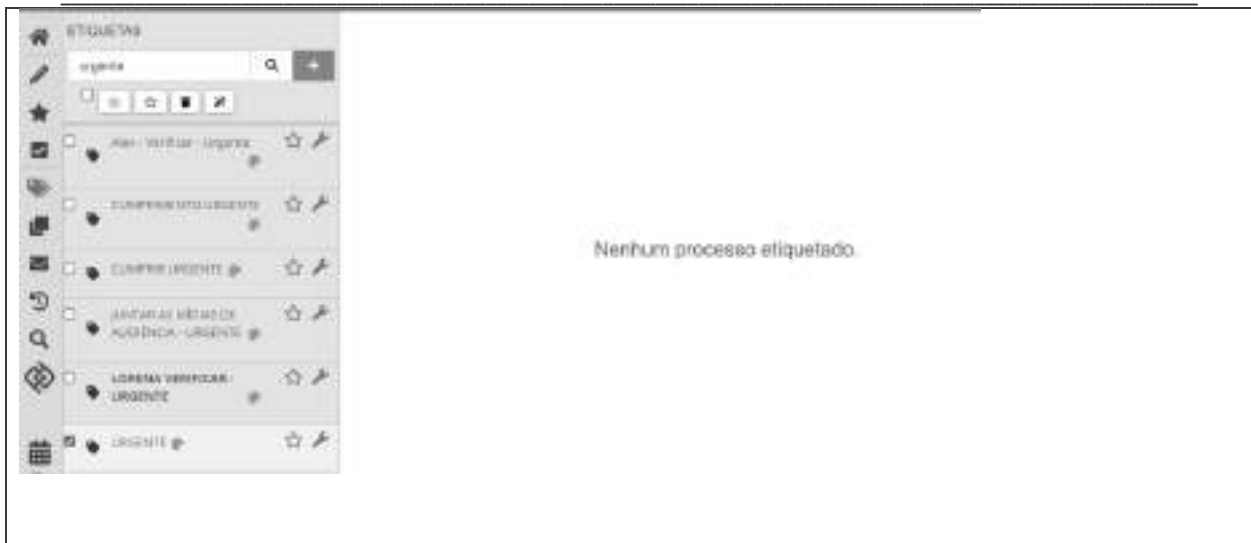 ETIQUETAS
urgente
Verificar - Urgente
CUMPRIMENTO URGENTE
CUMPRIR URGENTE
JUNTAR AS MÍDIAS DE
AUDIÊNCIA - URGENTE
LORENA VERIFICAR -
URGENTE
URGENTE
Nenhum processo etiquetado.